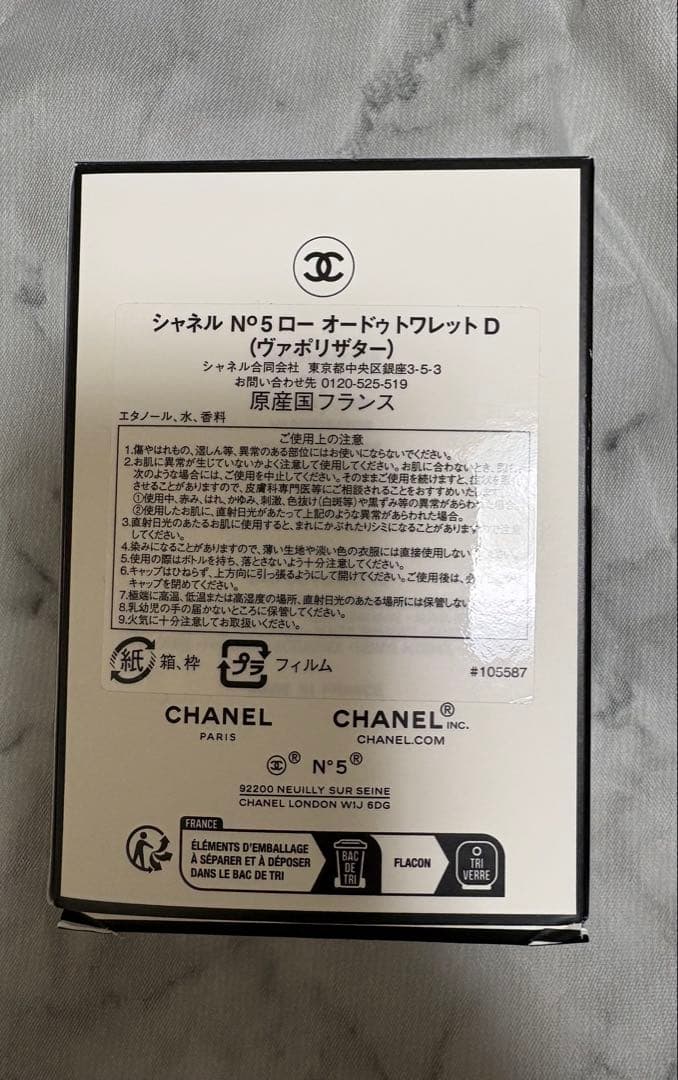 シャネル Nº5 ロー オードゥ トワレット D
(ヴァポリザター)
シャネル合同会社 東京都中央区銀座3-5-3
お問い合わせ先 0120-525-519
原産国フランス
エタノール、水、香料
ご使用上の注意
1.傷やはれもの、湿しん等、異常のある部位にはお使いにならないでください。
2.お肌に異常が生じていないかよく注意して使用してください。お肌に合わないとき、
次のような場合には、ご使用を中止してください。そのままご使用を続けますと、症状を
させることがありますので、皮膚科専門医等にご相談されることをおすすめいた
①使用中、赤み、はれ、かゆみ、刺激、色抜け(白斑等)や黒ずみ等の異常があらわ
②使用したお肌に、直射日光があたって上記のような異常があらわれた場合。
3.直射日光のあたるお肌に使用すると、まれにかぶれたりシミになることがありま
してください。
4.染みになることがありますので、薄い生地や淡い色の衣服には直接使用しない
5.使用の際はボトルを持ち、落とさないよう十分注意してください。
6.キャップはひねらず、上方向に引っ張るようにして開けてください。ご使用後は、必
キャップを閉めてください。
7.極端に高温、低温または高湿度の場所、直射日光のあたる場所には保管しな
8.乳幼児の手の届かないところに保管してください。
9.火気に十分注意してお取扱いください。
紙 箱、枠 プラ フィルム
#105587
CHANEL CHANEL® INC.
PARIS CHANEL.COM
® Nº5®
92200 NEUILLY SUR SEINE
CHANEL LONDON W1J 6DG
FRANCE
ÉLÉMENTS D'EMBALLAGE
À SÉPARER ET À DÉPOSER
DANS LE BAC DE TRI
BAC
DE
TRI
FLACON
TRI
VERRE